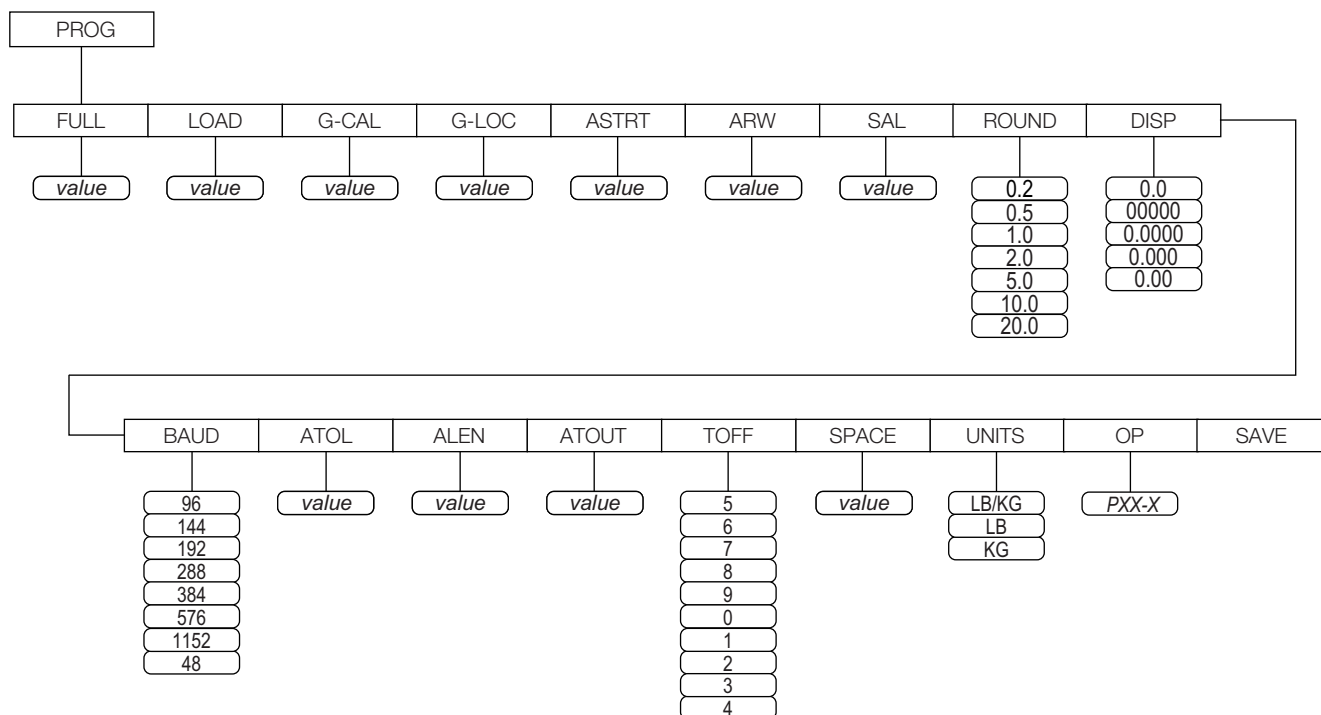 PROG
FULL LOAD G-CAL G-LOC ASTRT ARW SAL ROUND DISP
value value value value value value value 0.2 0.0
0.5 00000
1.0 0.0000
2.0 0.000
5.0 0.00
10.0
20.0
BAUD ATOL ALEN ATOUT TOFF SPACE UNITS OP SAVE
96 value value value 5 value LB/KG PXX-X
144 6 LB
192 7 KG
288 8
384 9
576 0
1152 1
48 2
3
4